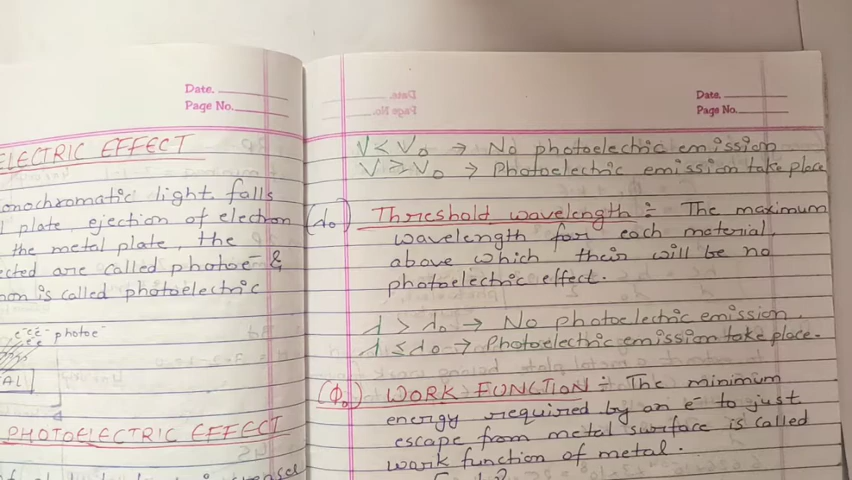 Date.
Page No.
ELECTRIC EFFECT
onochromatic light falls
l plate, ejection of electron
the metal plate, the
ected are called photoe⁻ &
on is called photoelectric
e⁻ e⁻ e⁻ photoe⁻
e⁻ e⁻
AL
PHOTOELECTRIC EFFECT
Date.
Page No.
ν < ν₀ → No photoelectric emission
ν ≥ ν₀ → Photoelectric emission take place
(λ₀) Threshold wavelength :- The maximum
wavelength for each material,
above which their will be no
photoelectric effect.
λ > λ₀ → No photoelectric emission.
λ ≤ λ₀ → Photoelectric emission take place.
(Φ₀) WORK FUNCTION :- The minimum
energy required by an e⁻ to just
escape from metal surface is called
work function of metal.